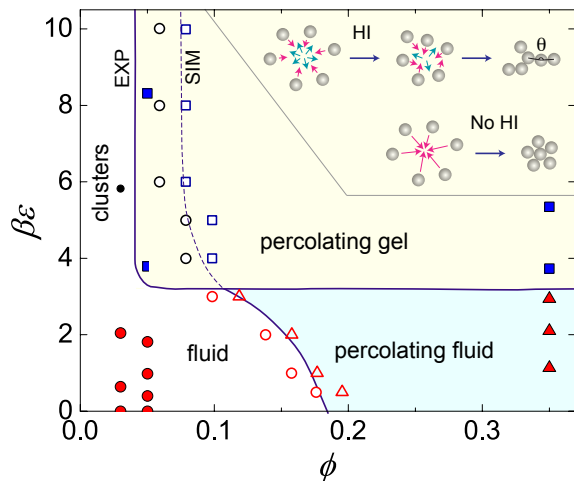 10
8
6
4
2
0
βε
0.0
0.1
0.2
0.3
ϕ
EXP
SIM
clusters
HI
θ
No HI
percolating gel
fluid
percolating fluid